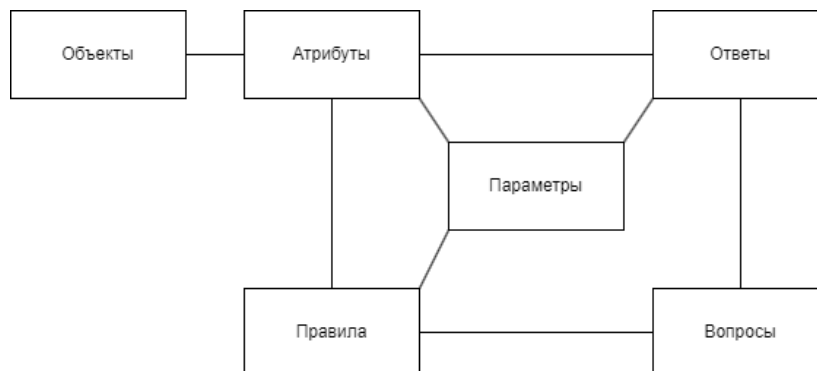 Объекты
Атрибуты
Ответы
Параметры
Правила
Вопросы